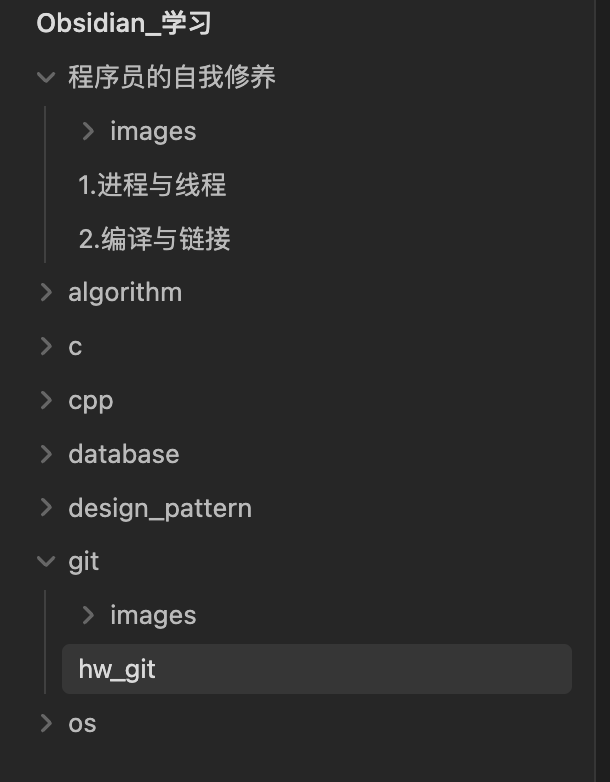 Obsidian_学习
程序员的自我修养
images
1.进程与线程
2.编译与链接
algorithm
c
cpp
database
design_pattern
git
images
hw_git
os